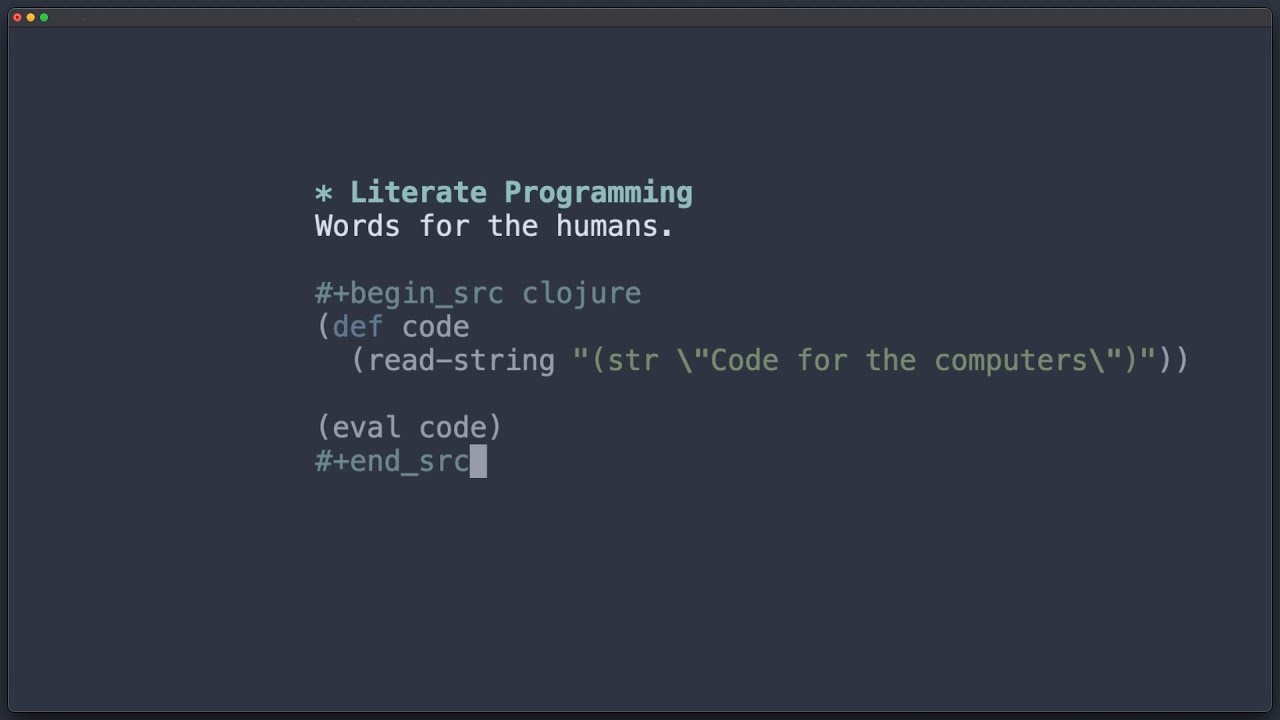 * Literate Programming
Words for the humans.
#+begin_src clojure
(def code
(read-string "(str \"Code for the computers\")"))
(eval code)
#+end_src